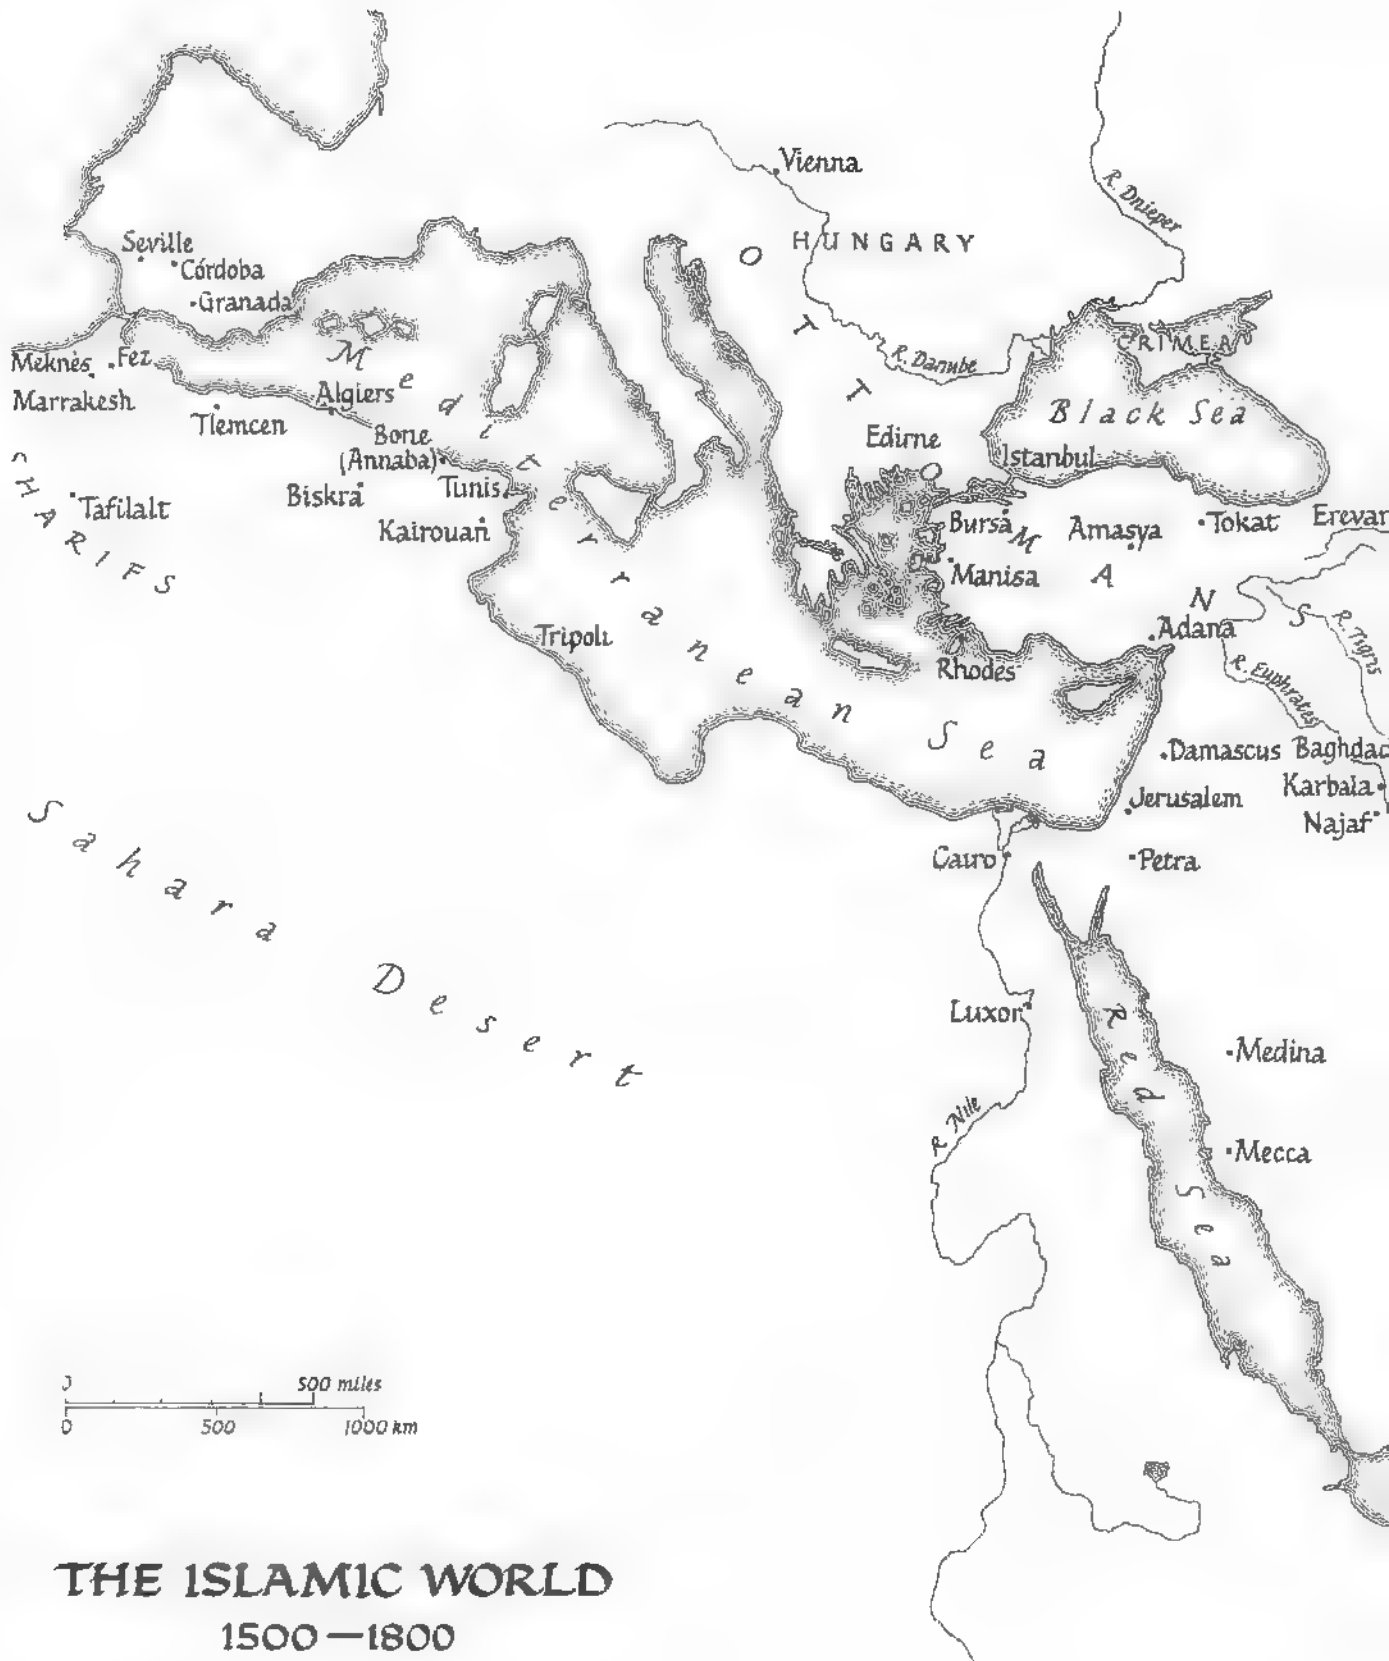 Vienna
R. Dnieper
HUNGARY
Seville
Córdoba
Granada
OTTOMANS
CRIMEA
R. Danube
Black Sea
Meknès
Fez
Marrakesh
Algiers
Tlemcen
Bone
(Annaba)
Biskra
Tunis
Kairouan
Mediterranean Sea
Edirne
Istanbul
Bursa
Amasya
Tokat
Erevan
Manisa
Tafilalt
HARIFS
Tripoli
Adana
R. Tigris
R. Euphrates
Rhodes
Damascus
Baghdad
Karbala
Najaf
Jerusalem
Cairo
Petra
Sahara Desert
Luxor
Red Sea
Medina
R. Nile
Mecca
0 500 miles
0 500 1000 km
THE ISLAMIC WORLD
1500—1800